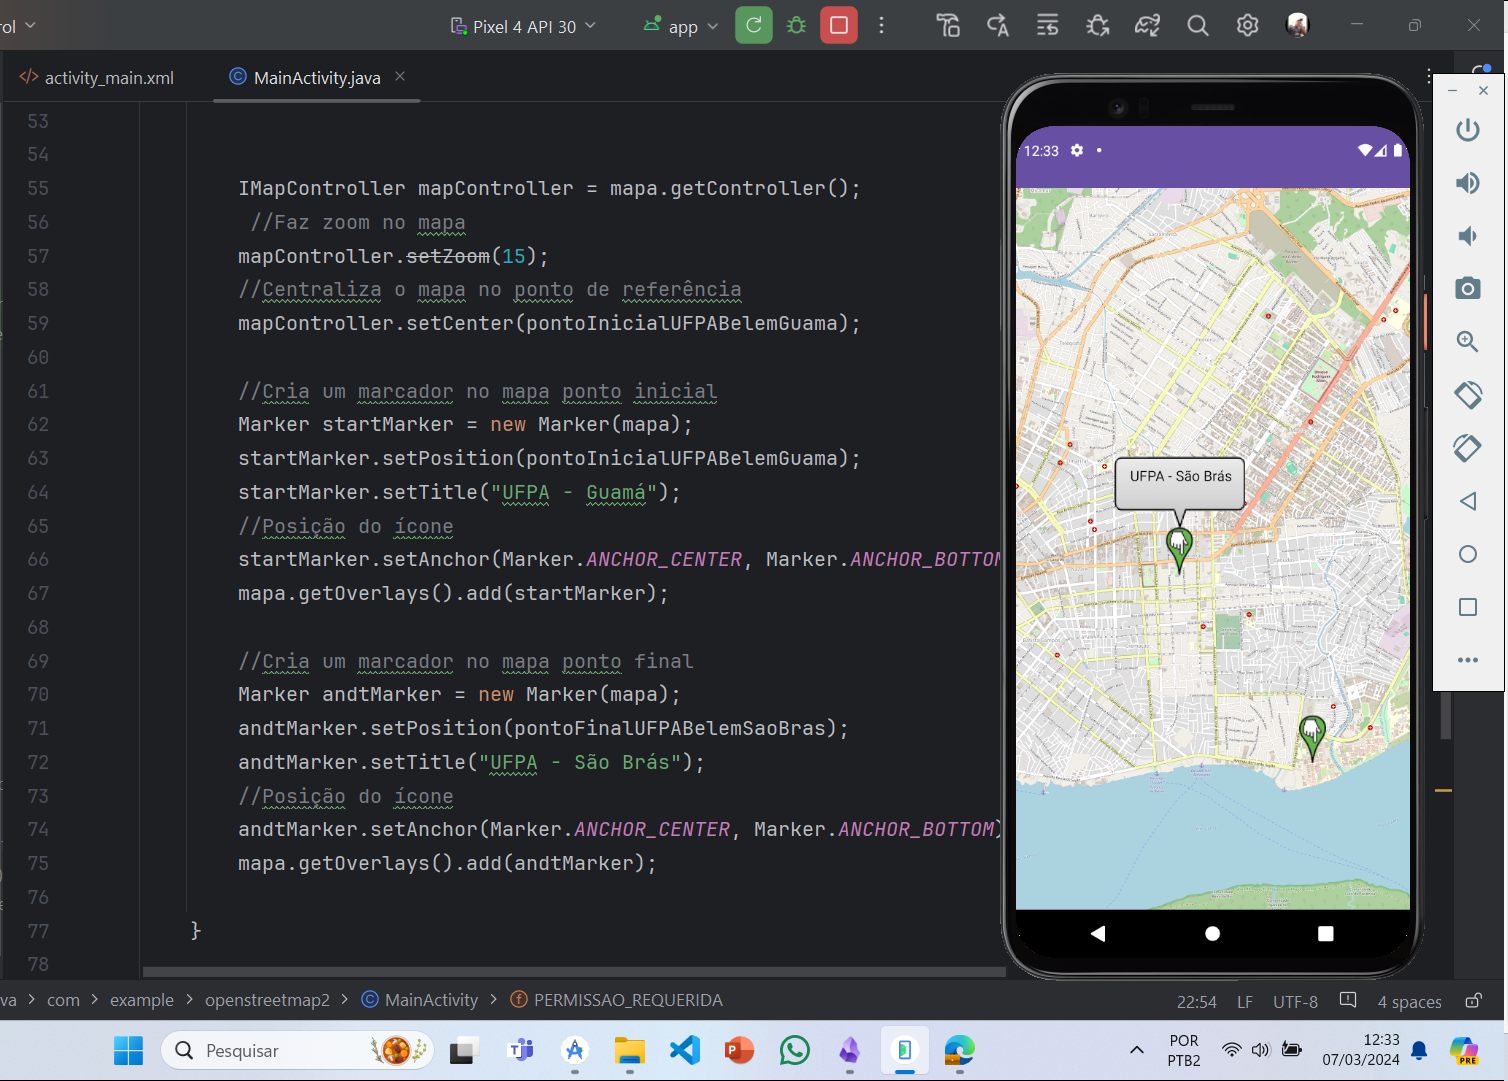 rol
Pixel 4 API 30
app
activity_main.xml
MainActivity.java
53
54
55 IMapController mapController = mapa.getController();
56 //Faz zoom no mapa
57 mapController.setZoom(15);
58 //Centraliza o mapa no ponto de referência
59 mapController.setCenter(pontoInicialUFPABelemGuama);
60
61 //Cria um marcador no mapa ponto inicial
62 Marker startMarker = new Marker(mapa);
63 startMarker.setPosition(pontoInicialUFPABelemGuama);
64 startMarker.setTitle("UFPA - Guamá");
65 //Posição do ícone
66 startMarker.setAnchor(Marker.ANCHOR_CENTER, Marker.ANCHOR_BOTTOM
67 mapa.getOverlays().add(startMarker);
68
69 //Cria um marcador no mapa ponto final
70 Marker andtMarker = new Marker(mapa);
71 andtMarker.setPosition(pontoFinalUFPABelemSaoBras);
72 andtMarker.setTitle("UFPA - São Brás");
73 //Posição do ícone
74 andtMarker.setAnchor(Marker.ANCHOR_CENTER, Marker.ANCHOR_BOTTOM)
75 mapa.getOverlays().add(andtMarker);
76
77 }
78
12:33
UFPA - São Brás
va > com > example > openstreetmap2 > MainActivity > PERMISSAO_REQUERIDA
22:54 LF UTF-8 4 spaces
Pesquisar
POR
PTB2
12:33
07/03/2024
PRE